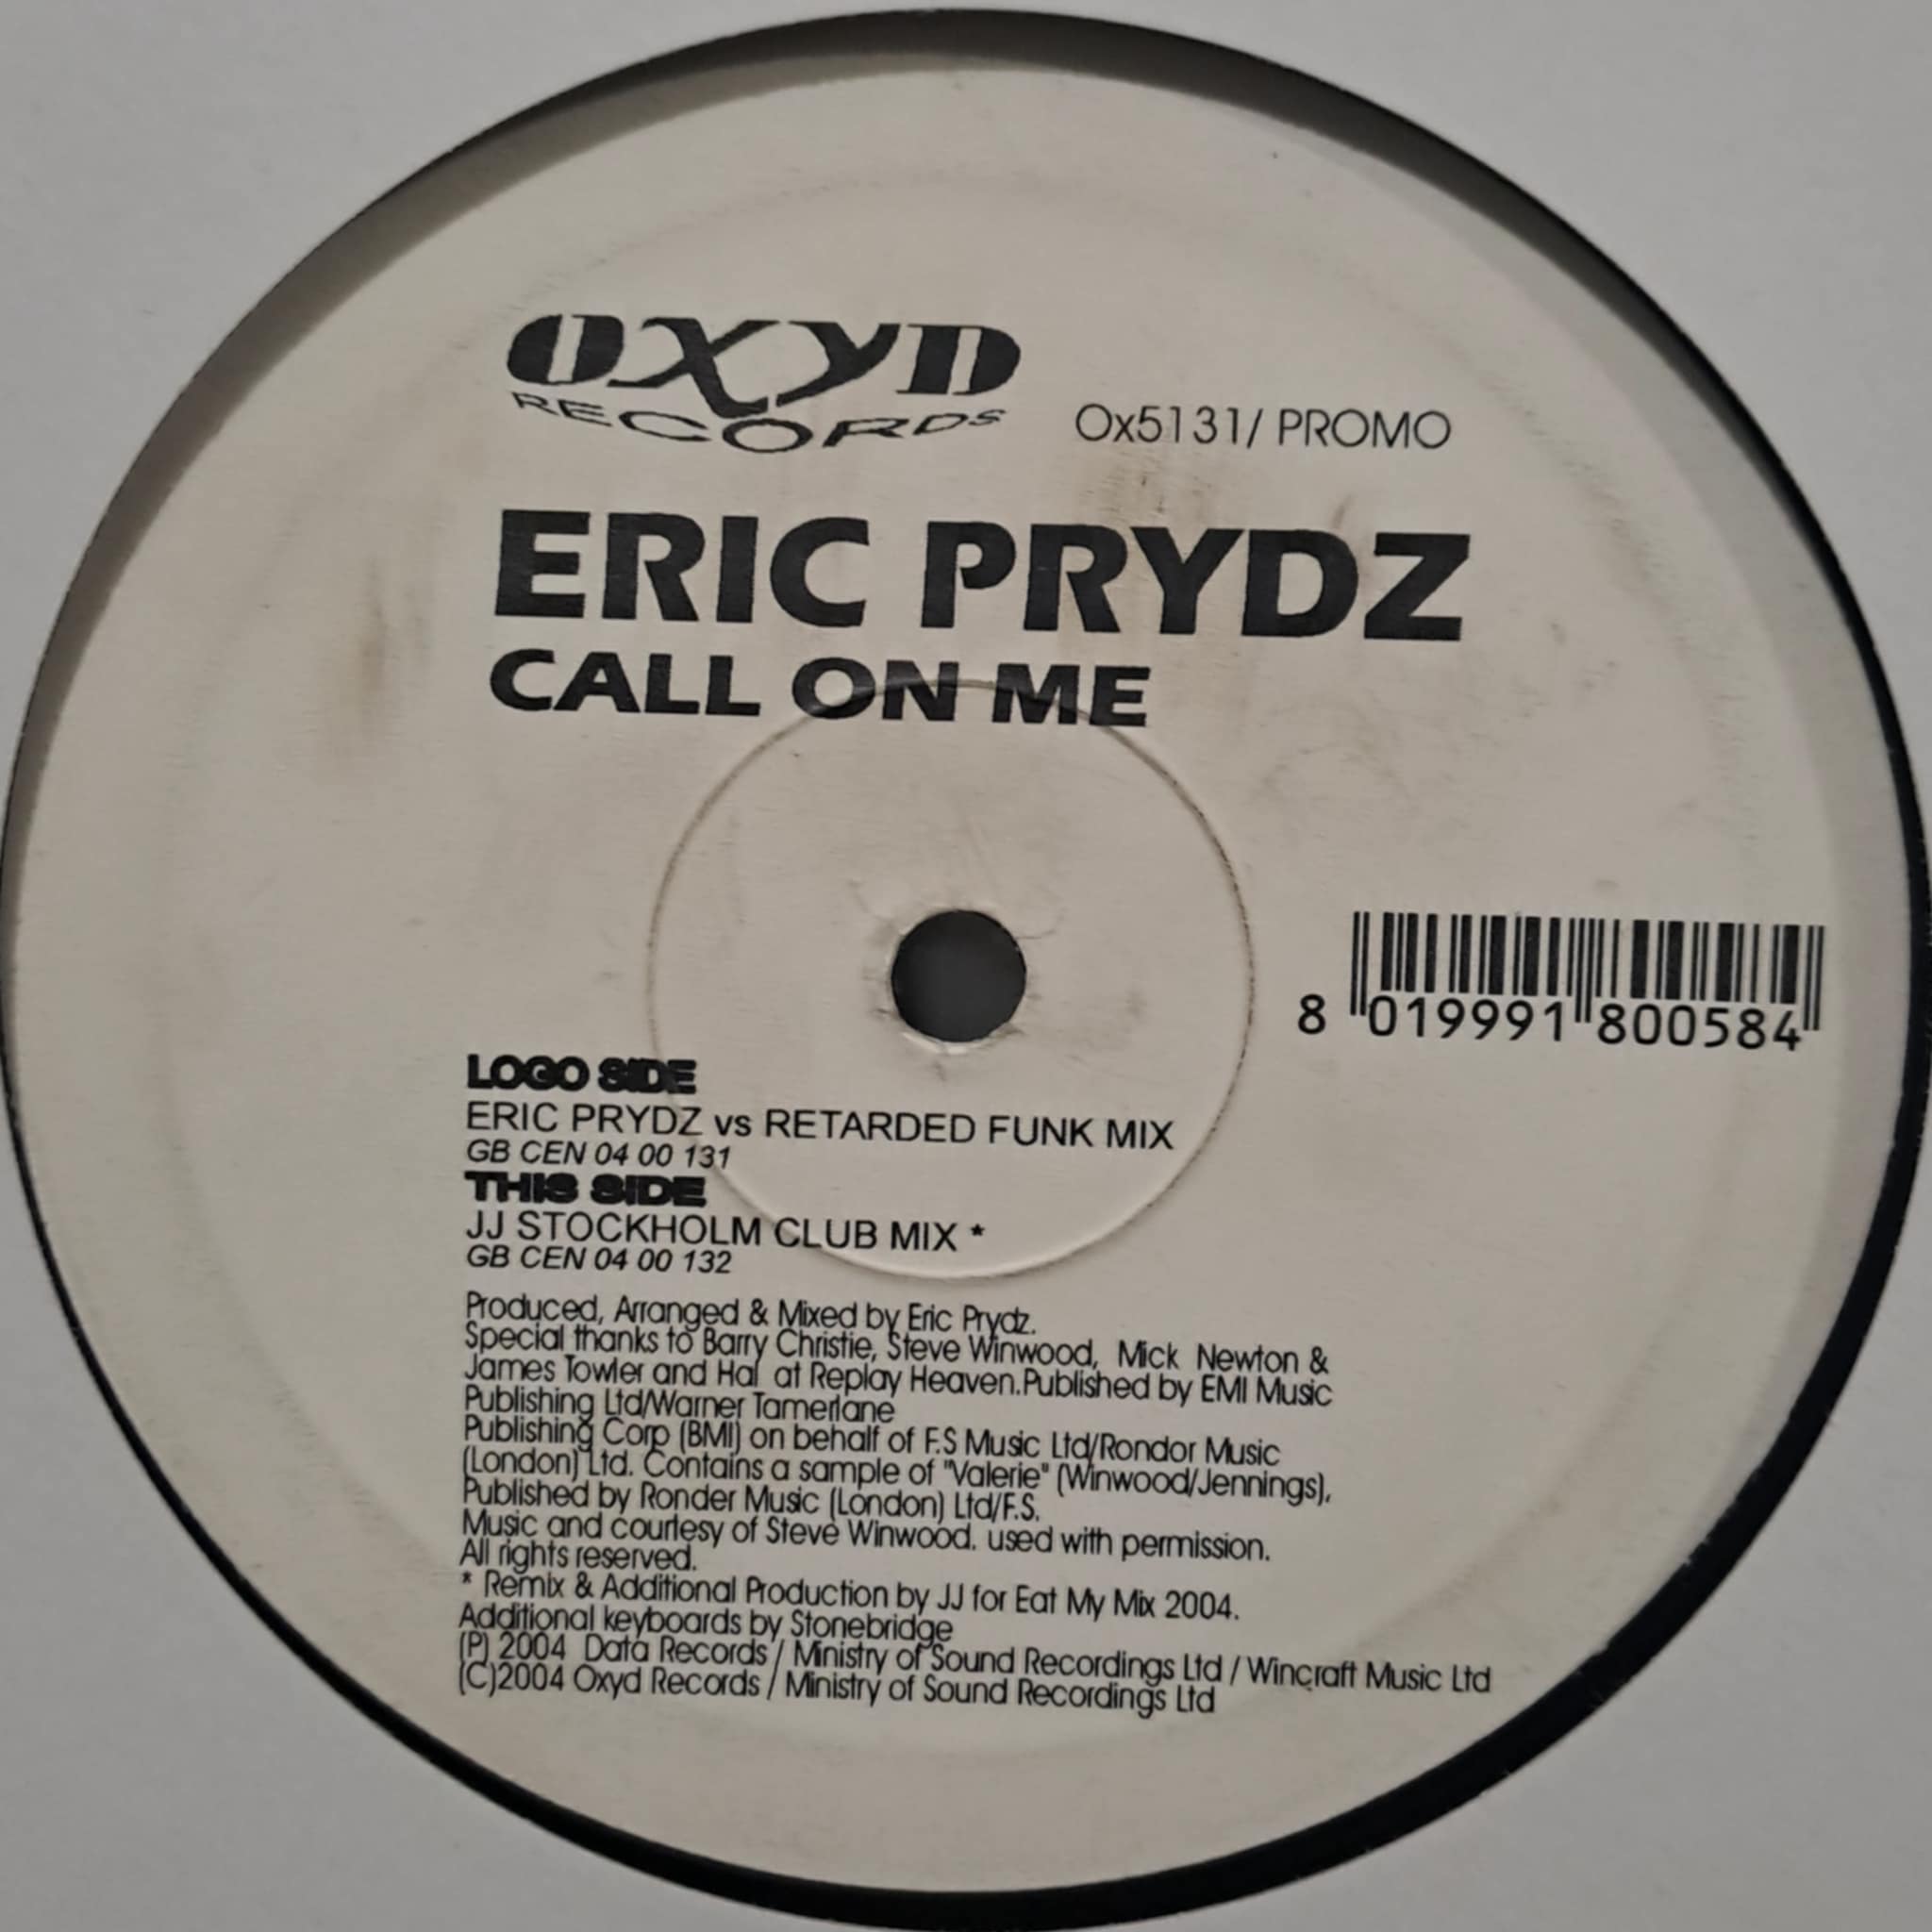 OXYD
RECORDS
Ox5131/ PROMO
ERIC PRYDZ
CALL ON ME
8 019991 800584
LOGO SIDE
ERIC PRYDZ vs RETARDED FUNK MIX
GB CEN 04 00 131
THIS SIDE
JJ STOCKHOLM CLUB MIX *
GB CEN 04 00 132
Produced, Arranged & Mixed by Eric Prydz.
Special thanks to Barry Christie, Steve Winwood, Mick Newton &
James Towler and Hal at Replay Heaven.Published by EMI Music
Publishing Ltd/Warner Tamerlane
Publishing Corp (BMI) on behalf of F.S Music Ltd/Rondor Music
(London) Ltd. Contains a sample of "Valerie" (Winwood/Jennings),
Published by Ronder Music (London) Ltd/F.S.
Music and courtesy of Steve Winwood. used with permission.
All rights reserved.
* Remix & Additional Production by JJ for Eat My Mix 2004.
Additional keyboards by Stonebridge
(P) 2004 Data Records / Ministry of Sound Recordings Ltd / Wincraft Music Ltd
(C)2004 Oxyd Records / Ministry of Sound Recordings Ltd